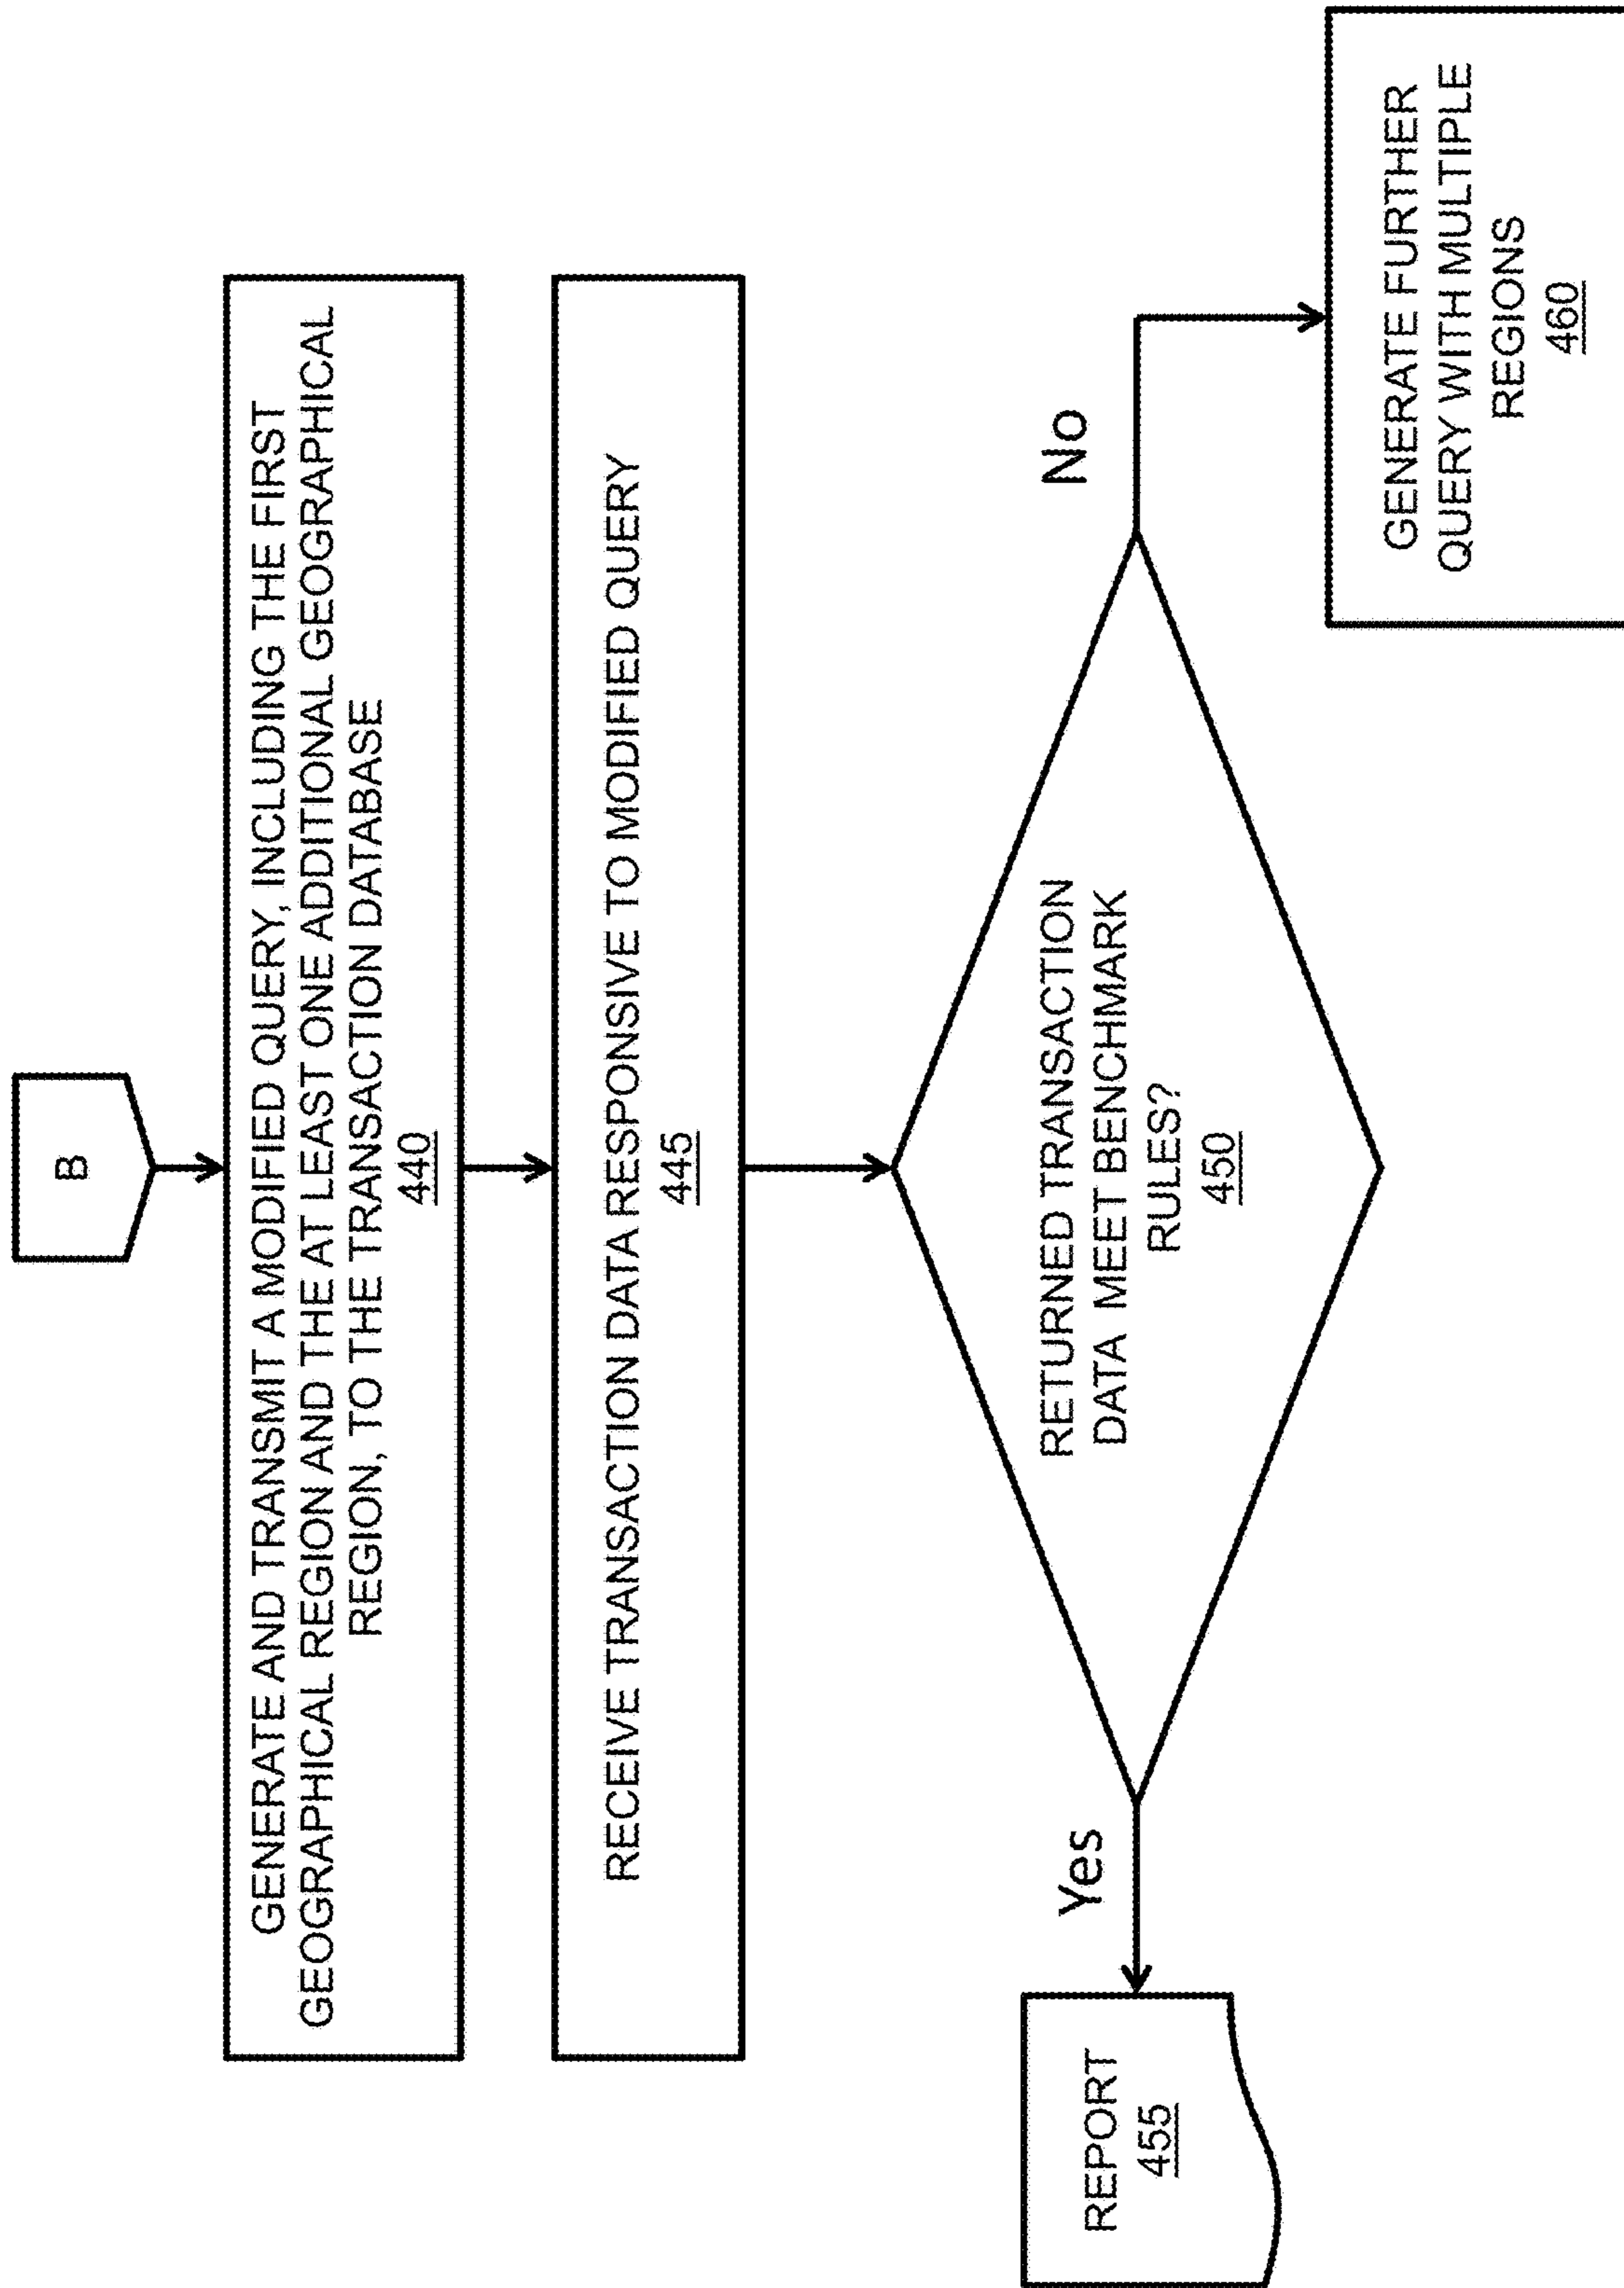 B
GENERATE AND TRANSMIT A MODIFIED QUERY, INCLUDING THE FIRST
GEOGRAPHICAL REGION AND THE AT LEAST ONE ADDITIONAL GEOGRAPHICAL
REGION, TO THE TRANSACTION DATABASE
440
RECEIVE TRANSACTION DATA RESPONSIVE TO MODIFIED QUERY
445
RETURNED TRANSACTION
DATA MEET BENCHMARK
RULES?
450
Yes
No
REPORT
455
GENERATE FURTHER
QUERY WITH MULTIPLE
REGIONS
460